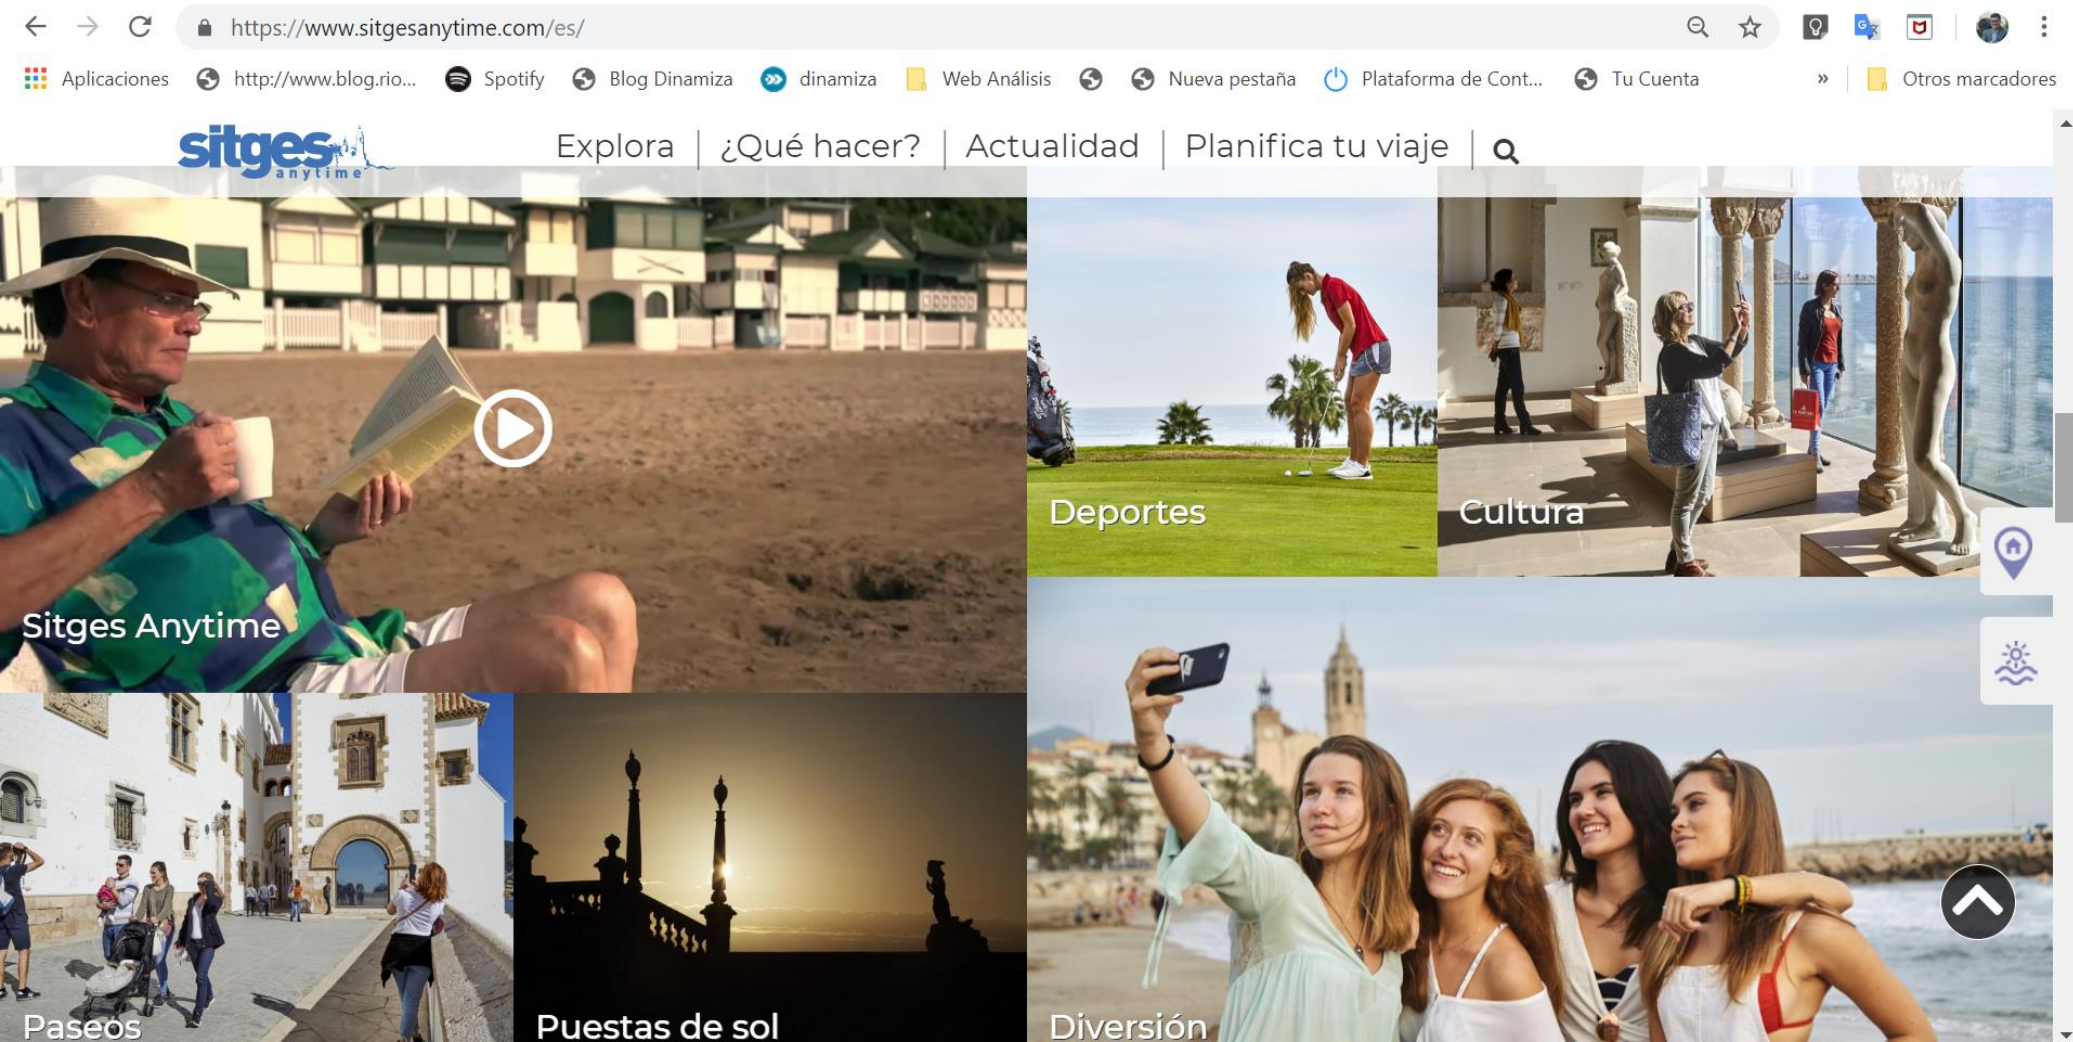 https://www.sitgesanytime.com/es/
Aplicaciones http://www.blog.rio... Spotify Blog Dinamiza dinamiza Web Análisis Nueva pestaña Plataforma de Cont... Tu Cuenta » Otros marcadores
sitges
anytime
Explora | ¿Qué hacer? | Actualidad | Planifica tu viaje |
Deportes
Cultura
Sitges Anytime
Paseos
Puestas de sol
Diversión